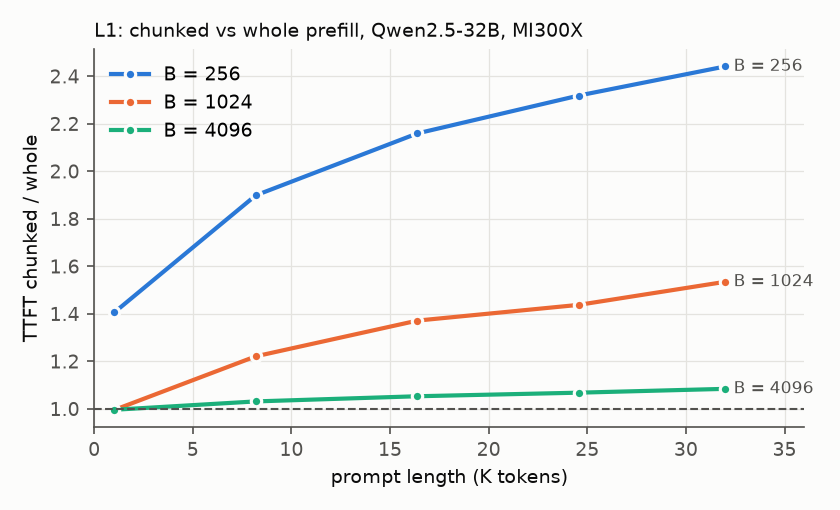 L1: chunked vs whole prefill, Qwen2.5-32B, MI300X
B = 256
B = 1024
B = 4096
TTFT chunked / whole
2.4
2.2
2.0
1.8
1.6
1.4
1.2
1.0
B = 256
B = 1024
B = 4096
0 5 10 15 20 25 30 35
prompt length (K tokens)